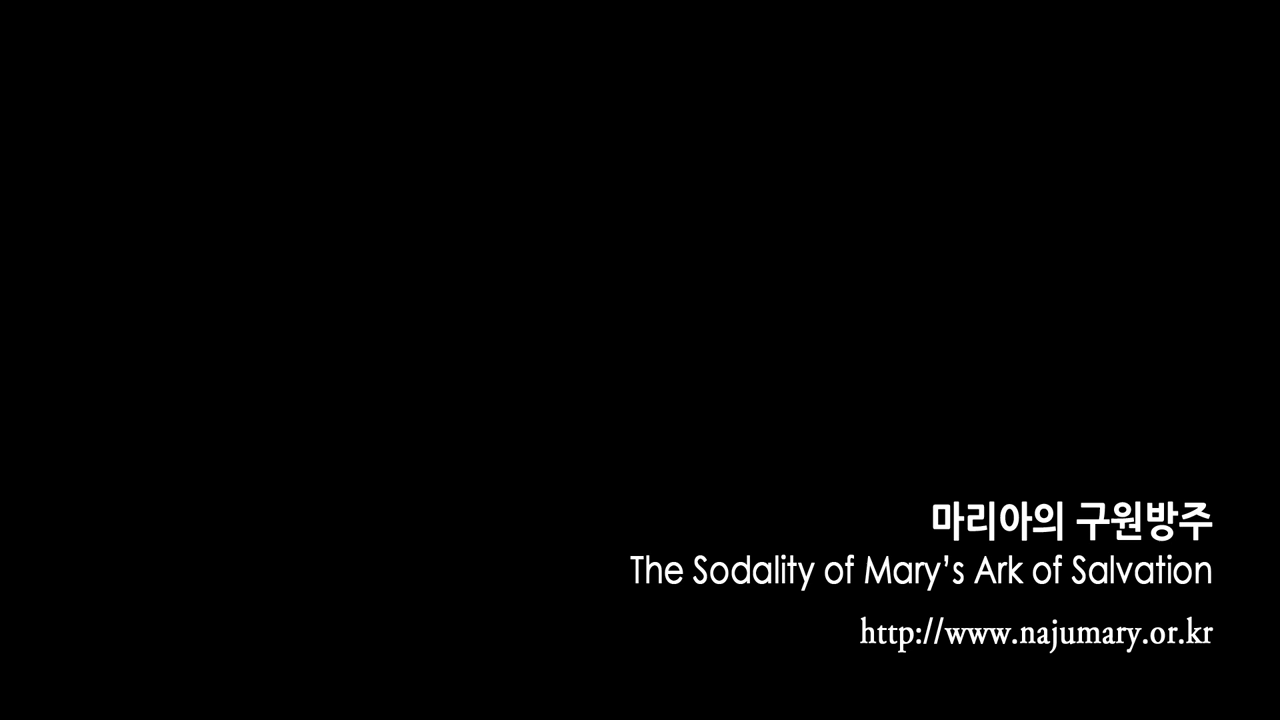 마리아의 구원방주
The Sodality of Mary’s Ark of Salvation
http://www.najumary.or.kr